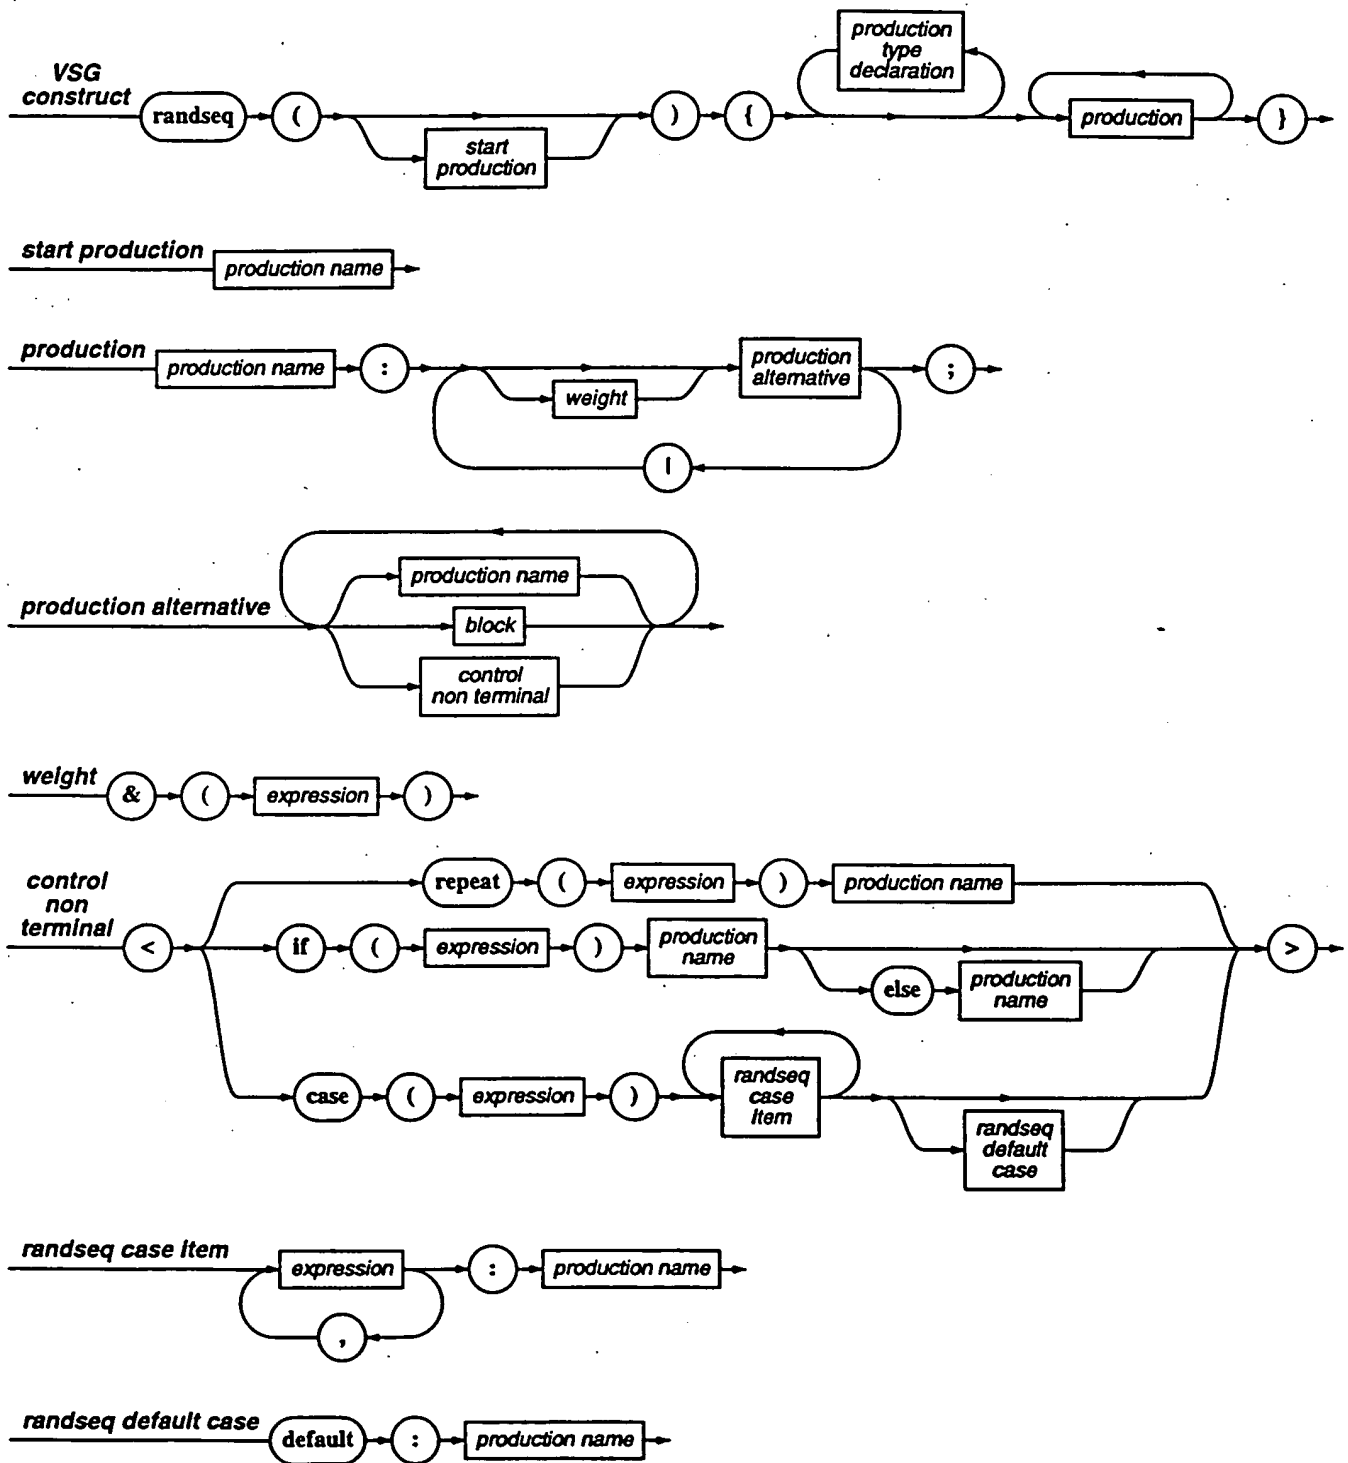 production
type
declaration
VSG
construct
randseq ( ) { production }
start
production
start production
production name
production
production name : production
alternative ;
weight
|
production name
production alternative
block
control
non terminal
weight
& ( expression )
control
non
terminal
repeat ( expression ) production name
< if ( expression ) production
name >
else production
name
case ( expression ) randseq
case
item
randseq
default
case
randseq case item
expression : production name
,
randseq default case
default : production name